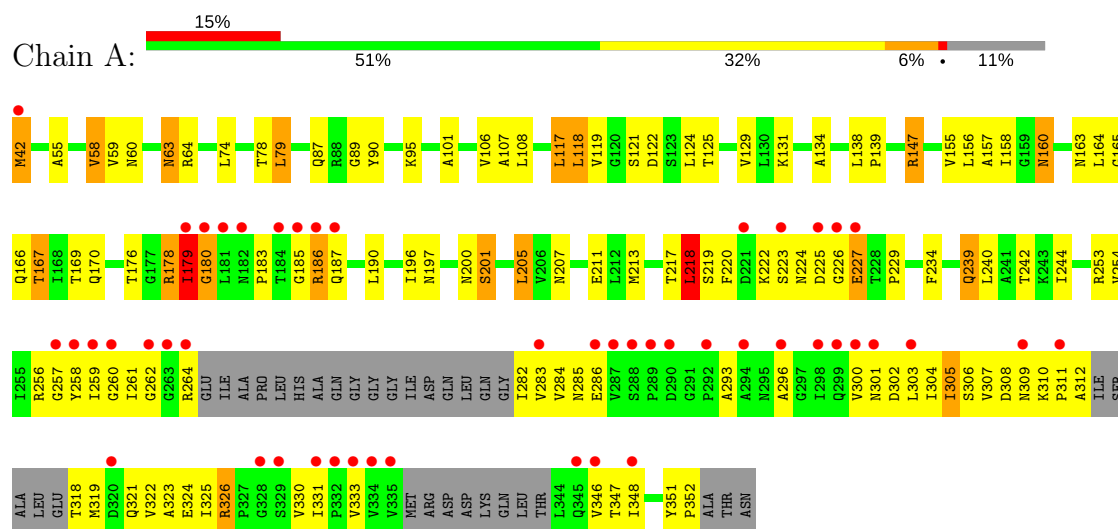 15%
Chain A:
51% 32% 6% • 11%
M42 A55 V58 V59 N60 N63 R64 L74 T78 L79 Q87 R88 G89 Y90 K95 A101 V106 A107 L108 L117 L118 V119 G120 S121 D122 S123 L124 T125 V129 L130 K131 A134 L138 P139 R147 V155 L156 A157 I158 G159 N160 N163 L164 G165
Q166 T167 I168 T169 Q170 T176 G177 R178 I179 G180 L181 N182 P183 T184 G185 R186 Q187 L190 I196 N197 N200 S201 L205 V206 N207 E211 L212 M213 T217 L218 S219 F220 D221 K222 S223 N224 D225 G226 E227 T228 P229 F234 Q239 L240 A241 T242 K243 I244 R253 V254
I255 R256 G257 Y258 I259 G260 I261 G262 G263 R264 GLU ILE ALA PRO LEU HIS ALA GLN GLY GLY GLY ILE ASP GLN LEU GLN GLY I282 V283 V284 N285 E286 V287 S288 P289 D290 G291 P292 A293 A294 N295 A296 G297 I298 Q299 V300 N301 D302 L303 I304 I305 S306 V307 D308 N309 K310 P311 A312 ILE SER
ALA LEU GLU T318 M319 D320 Q321 V322 A323 E324 I325 R326 P327 G328 S329 V330 I331 P332 V333 V334 V335 MET ARG ASP ASP LYS GLN LEU THR L344 Q345 V346 T347 I348 Y351 P352 ALA THR ASN